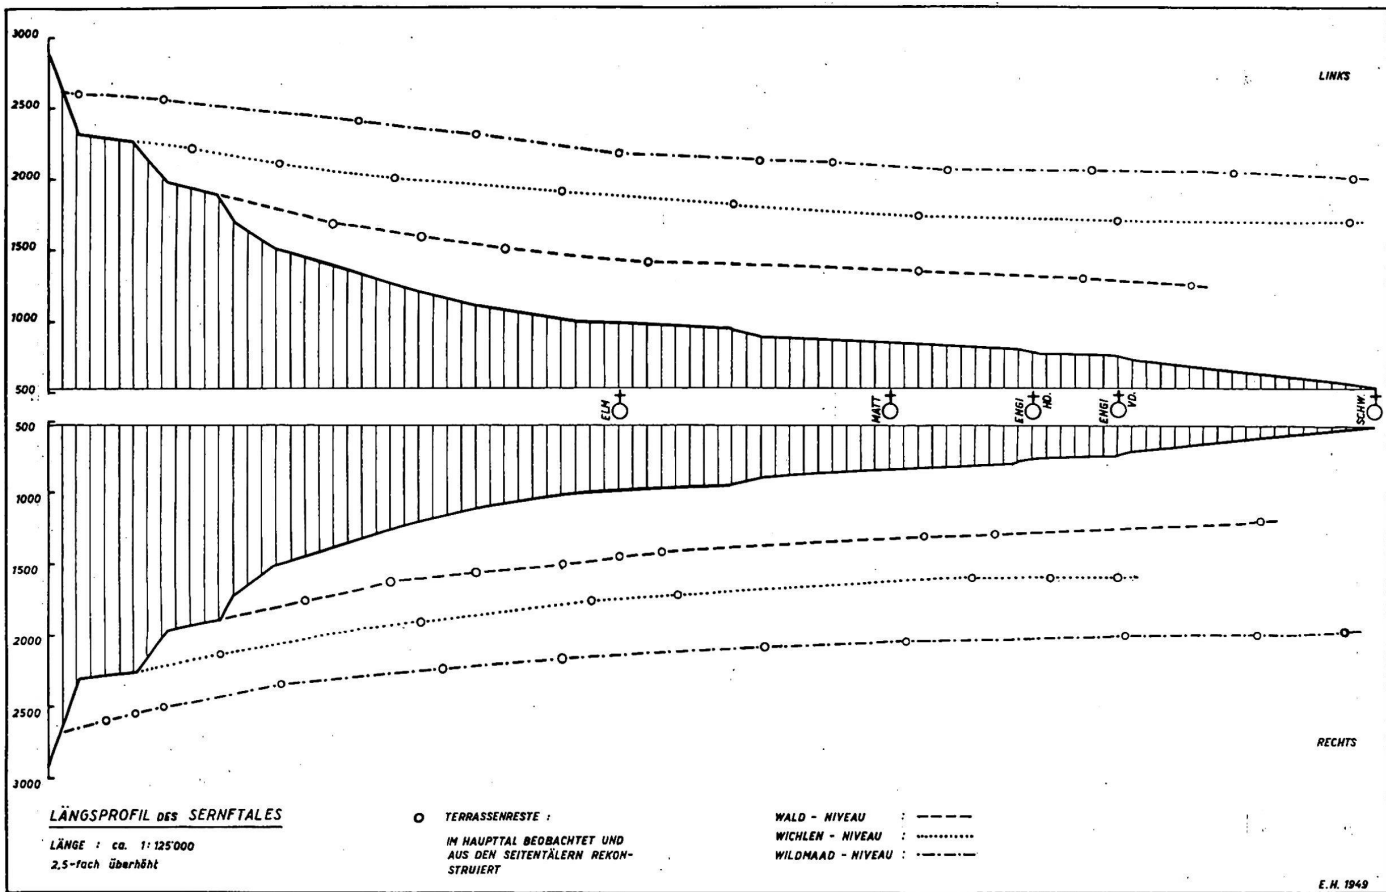 3000
LINKS
2500
2000
1500
1000
500
ELM
MATT
ENGI HD.
ENGI VD.
SCHW.
500
1000
1500
2000
2500
RECHTS
3000
LÄNGSPROFIL DES SERNFTALES
LÄNGE : ca. 1:125'000
2,5-fach überhöht
TERRASSENRESTE :
IM HAUPTTAL BEOBACHTET UND
AUS DEN SEITENTÄLERN REKON-
STRUIERT
WALD - NIVEAU :
WICHLEN - NIVEAU :
WILDMAAD - NIVEAU :
E.H. 1949